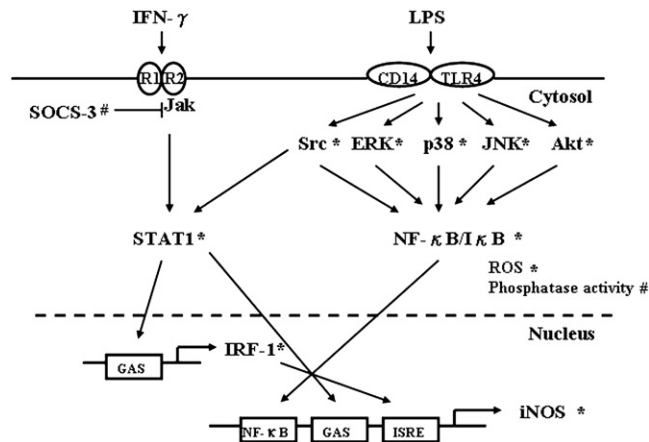 IFN-γ LPS
R1 R2 CD14 TLR4
Cytosol
SOCS-3# Jak
Src * ERK* p38 * JNK* Akt*
STAT1* NF-κB/IκB *
ROS *
Phosphatase activity #
Nucleus
IRF-1*
GAS
iNOS *
NF-κB GAS ISRE